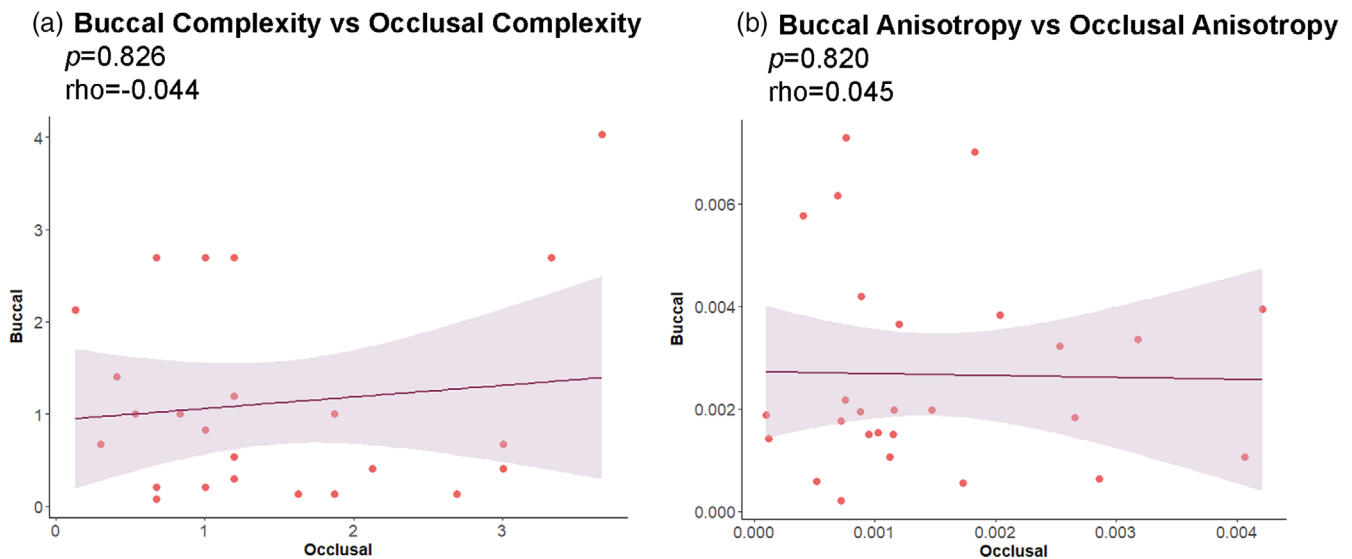 (a) Buccal Complexity vs Occlusal Complexity
p=0.826
rho=-0.044
4
3
2
1
0
Buccal
0 1 2 3
Occlusal
(b) Buccal Anisotropy vs Occlusal Anisotropy
p=0.820
rho=0.045
0.006
0.004
0.002
0.000
Buccal
0.000 0.001 0.002 0.003 0.004
Occlusal